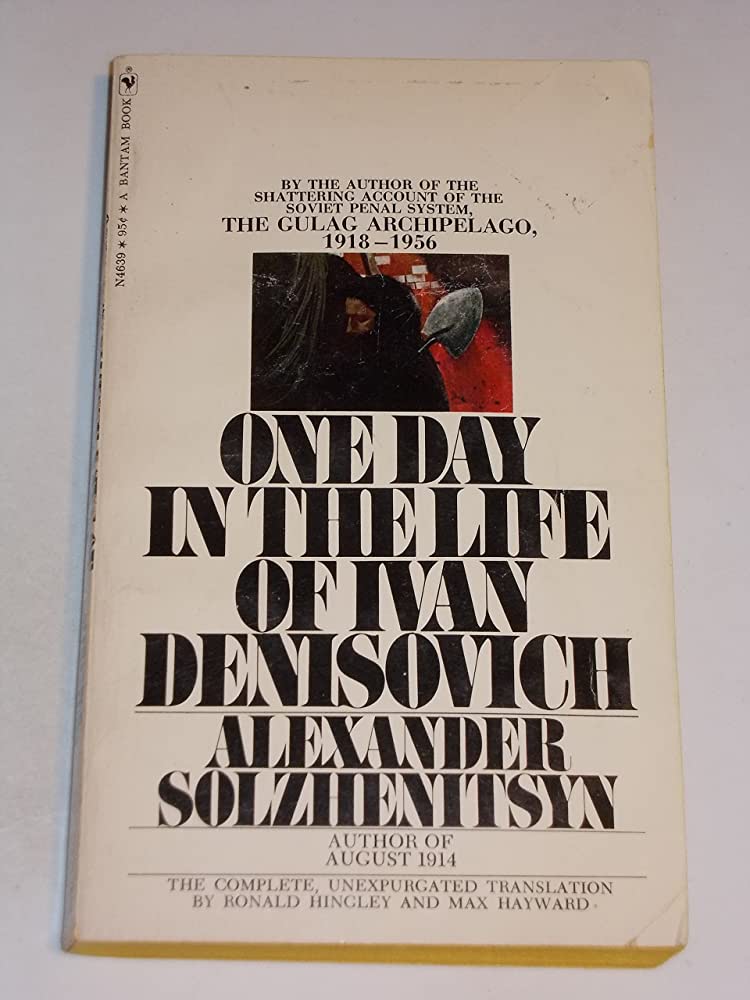 N4639 * 95¢ * A BANTAM BOOK
BY THE AUTHOR OF THE
SHATTERING ACCOUNT OF THE
SOVIET PENAL SYSTEM,
THE GULAG ARCHIPELAGO,
1918–1956
ONE DAY
IN THE LIFE
OF IVAN
DENISOVICH
ALEXANDER
SOLZHENITSYN
AUTHOR OF
AUGUST 1914
THE COMPLETE, UNEXPURGATED TRANSLATION
BY RONALD HINGLEY AND MAX HAYWARD